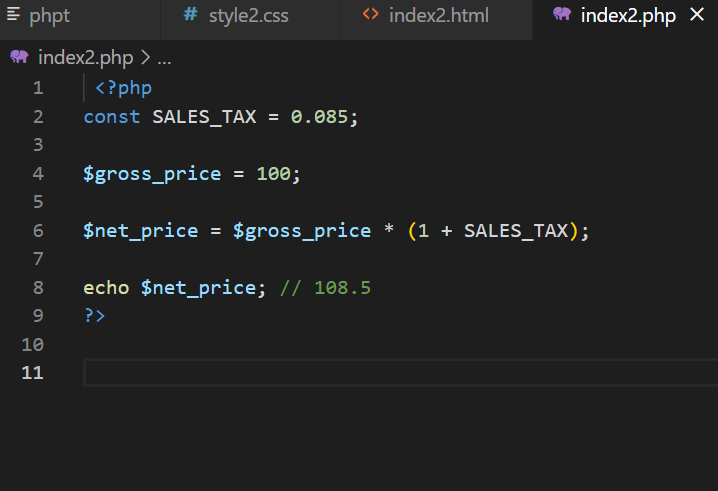 phpt # style2.css <> index2.html index2.php ×
index2.php > ...
1 <?php
2 const SALES_TAX = 0.085;
3
4 $gross_price = 100;
5
6 $net_price = $gross_price * (1 + SALES_TAX);
7
8 echo $net_price; // 108.5
9 ?>
10
11